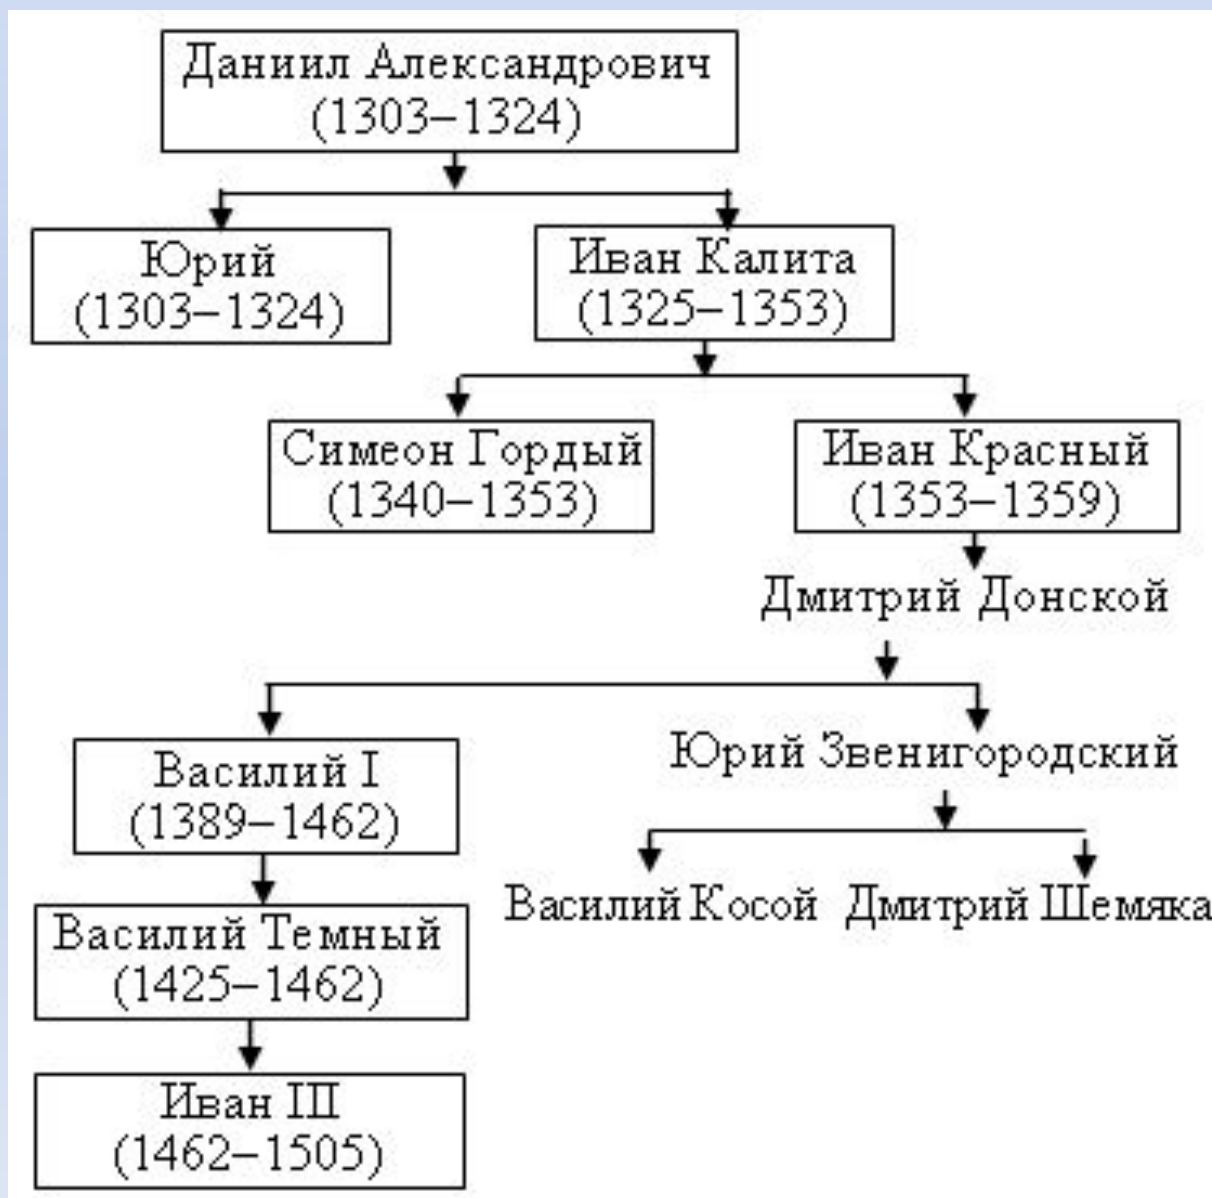 Даниил Александрович
(1303–1324)
Юрий
(1303–1324)
Иван Калита
(1325–1353)
Симеон Гордый
(1340–1353)
Иван Красный
(1353–1359)
Дмитрий Донской
Василий I
(1389–1462)
Юрий Звенигородский
Василий Косой
Дмитрий Шемяка
Василий Темный
(1425–1462)
Иван III
(1462–1505)